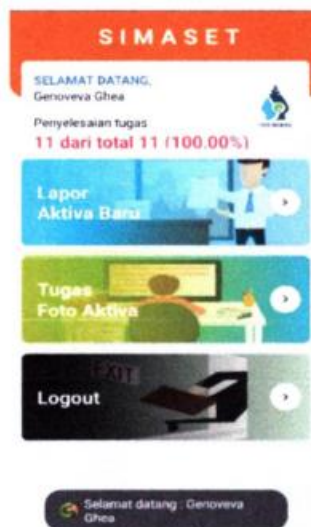 SIMASET
SELAMAT DATANG,
Genoveva Ghea
Penyelesaian tugas
11 dari total 11 (100.00%)
Lapor
Aktiva Baru
Tugas
Foto Aktiva
EXIT
Logout
Selamat datang : Genoveva
Ghea